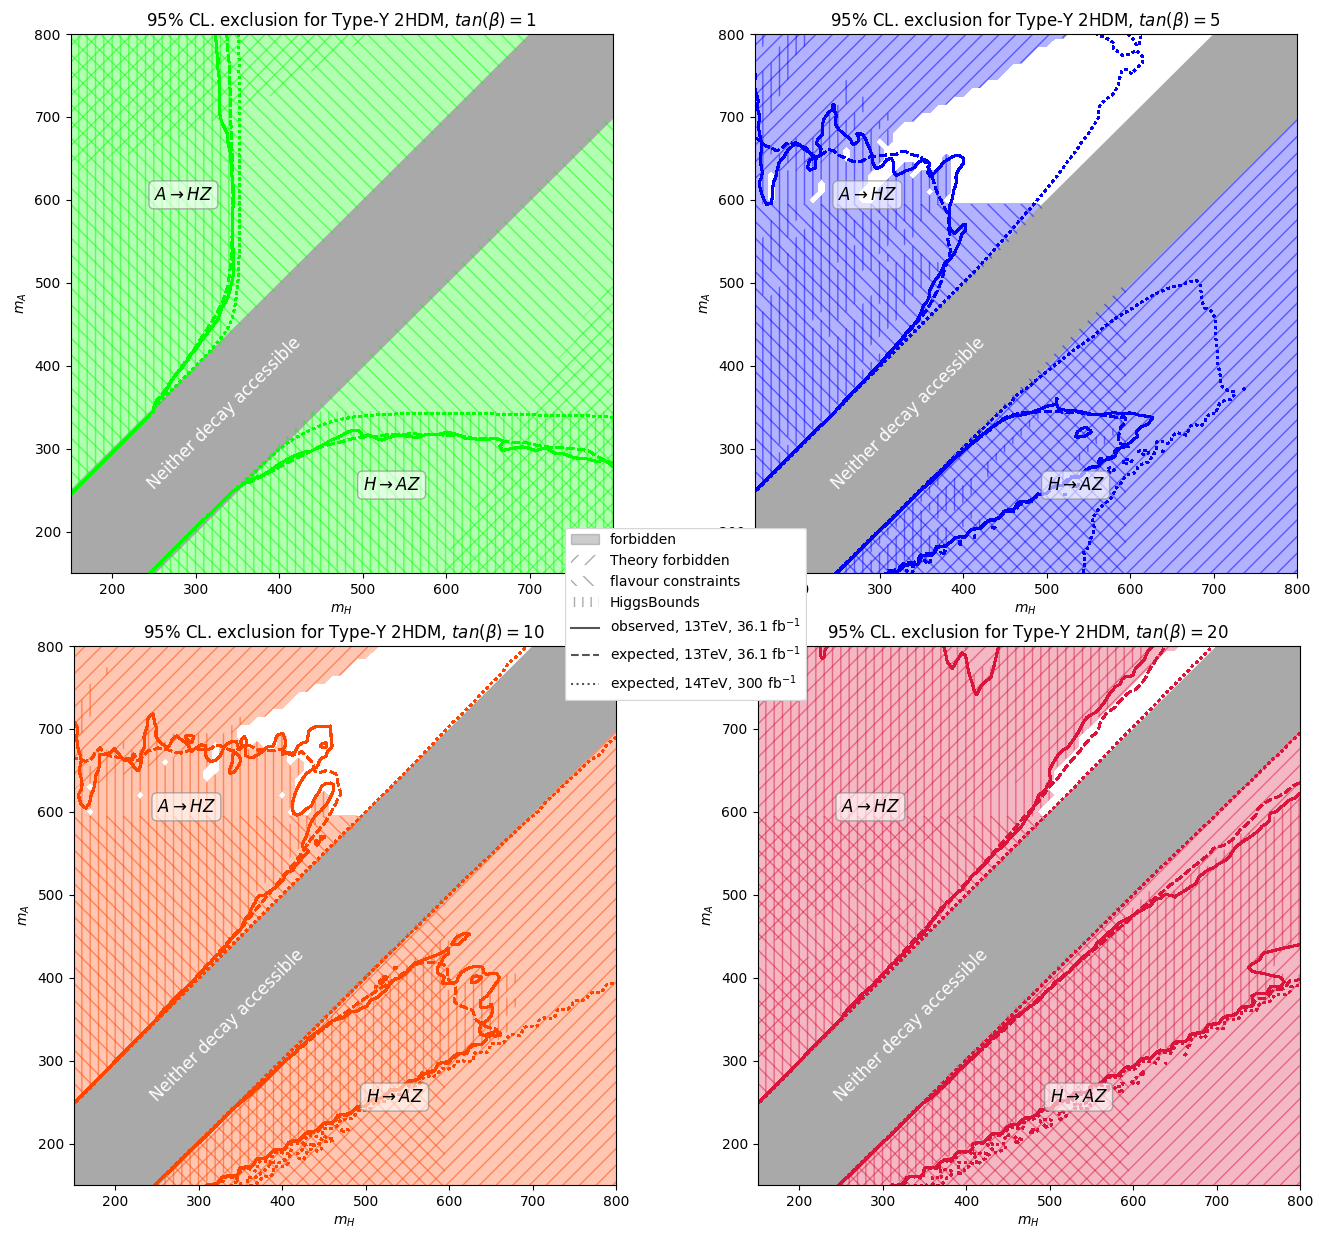 95% CL. exclusion for Type-Y 2HDM, tan(β) = 1
800
700
600
500
400
300
200
m_A
A → HZ
Neither decay accessible
H → AZ
200 300 400 500 600 700
m_H
95% CL. exclusion for Type-Y 2HDM, tan(β) = 5
800
700
600
500
400
300
200
m_A
A → HZ
Neither decay accessible
H → AZ
300 400 500 600 700 800
m_H
forbidden
Theory forbidden
flavour constraints
HiggsBounds
observed, 13TeV, 36.1 fb⁻¹
expected, 13TeV, 36.1 fb⁻¹
expected, 14TeV, 300 fb⁻¹
95% CL. exclusion for Type-Y 2HDM, tan(β) = 10
800
700
600
500
400
300
200
m_A
A → HZ
Neither decay accessible
H → AZ
200 300 400 500 600 700 800
m_H
95% CL. exclusion for Type-Y 2HDM, tan(β) = 20
700
600
500
400
300
200
m_A
A → HZ
Neither decay accessible
H → AZ
200 300 400 500 600 700 800
m_H